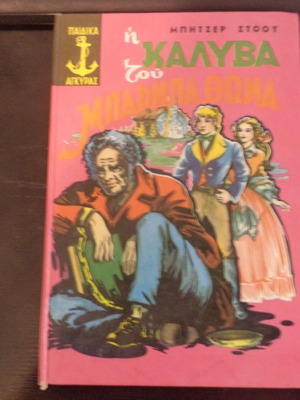 ΠΑΙΔΙΚΑ
ΑΓΚΥΡΑΣ
ΜΠΗΤΣΕΡ ΣΤΟΟΥ
ἡ
ΚΑΛΥΒΑ
τοῦ
ΜΠΑΡΜΠΑ ΘΩΜΑ